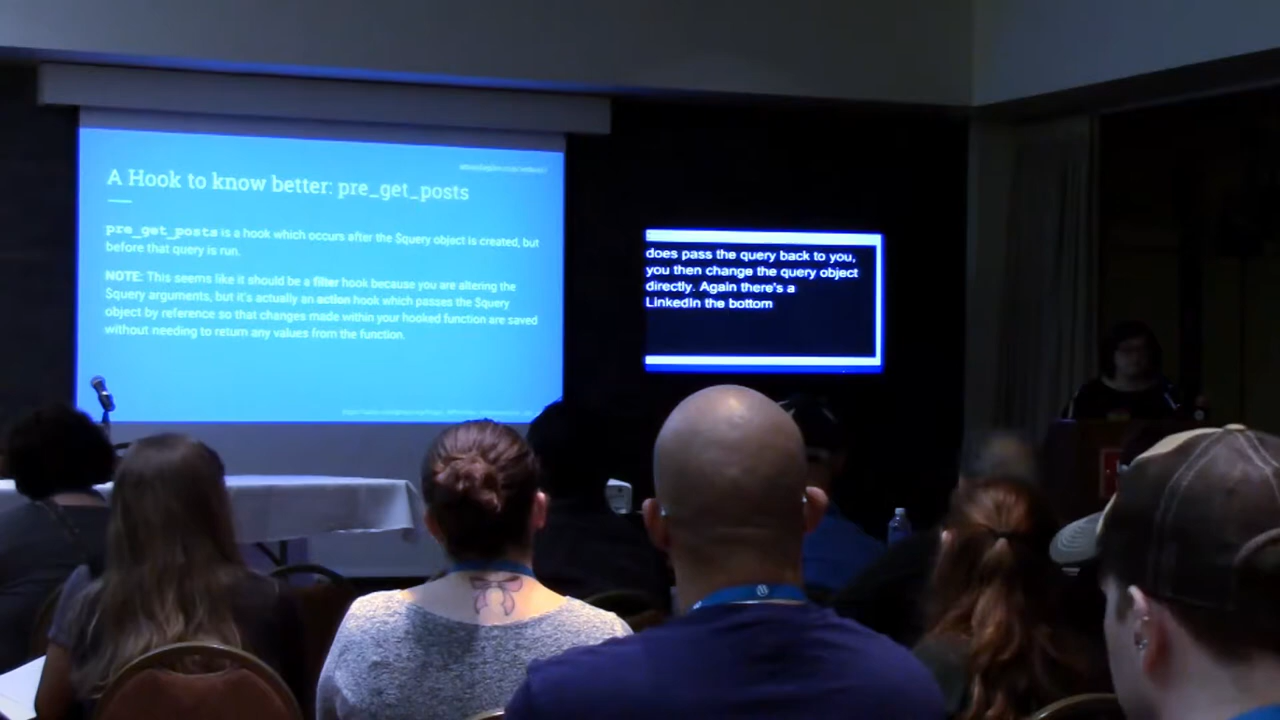 A Hook to know better: pre_get_posts
pre_get_posts is a hook which occurs after the $query object is created, but
before that query is run.
NOTE: This seems like it should be a filter hook because you are altering the
$query arguments, but it's actually an action hook which passes the $query
object by reference so that changes made within your hooked function are saved
without needing to return any values from the function.
does pass the query back to you,
you then change the query object
directly. Again there's a
LinkedIn the bottom